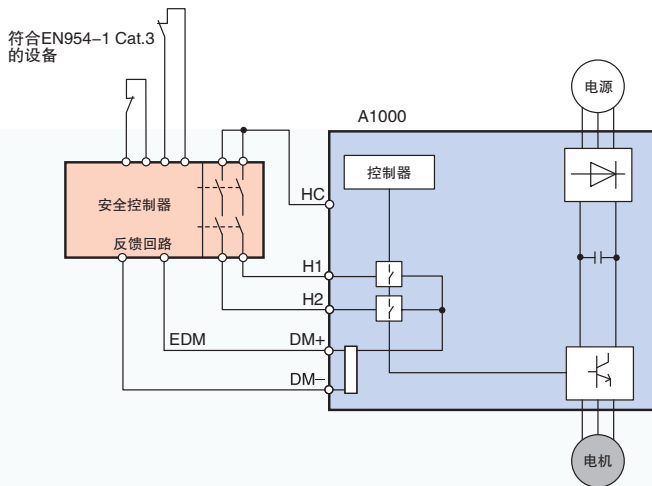 符合EN954-1 Cat.3
的设备
电源
A1000
控制器
安全控制器
HC
反馈回路
H1
H2
EDM
DM+
DM-
电机